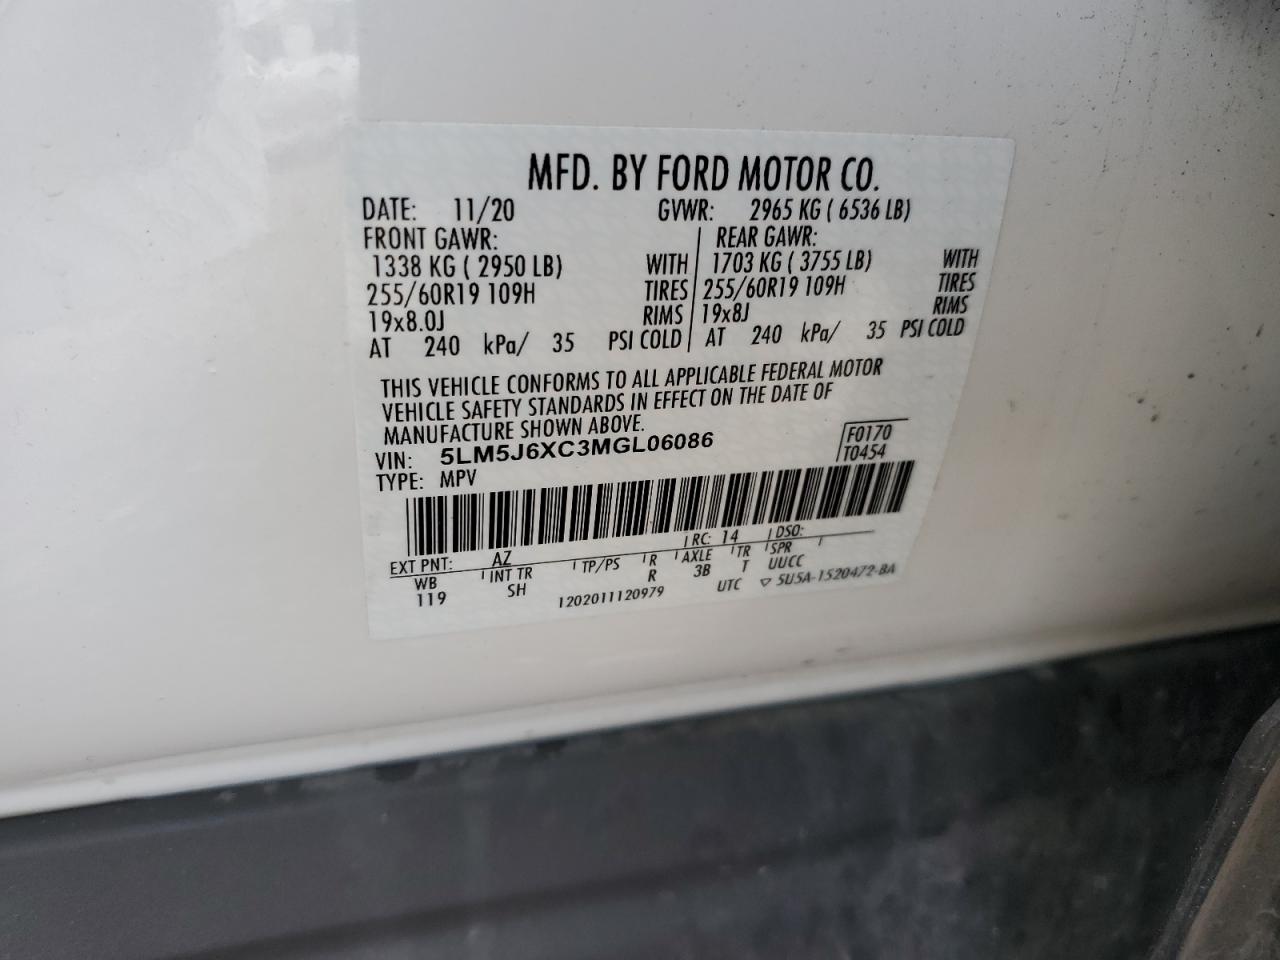 MFD. BY FORD MOTOR CO.
DATE: 11/20 GVWR: 2965 KG ( 6536 LB)
FRONT GAWR: REAR GAWR:
1338 KG ( 2950 LB) WITH 1703 KG ( 3755 LB) WITH
255/60R19 109H TIRES 255/60R19 109H TIRES
19x8.0J RIMS 19x8J RIMS
AT 240 kPa/ 35 PSI COLD AT 240 kPa/ 35 PSI COLD
THIS VEHICLE CONFORMS TO ALL APPLICABLE FEDERAL MOTOR
VEHICLE SAFETY STANDARDS IN EFFECT ON THE DATE OF
MANUFACTURE SHOWN ABOVE.
VIN: 5LM5J6XC3MGL06086 F0170
TYPE: MPV T0454
EXT PNT: AZ RC: 14 DSO:
WB INT TR TP/PS R AXLE TR SPR
119 SH R 3B T UUCC
1202011120979 UTC ▽ 5U5A-1520472-BA